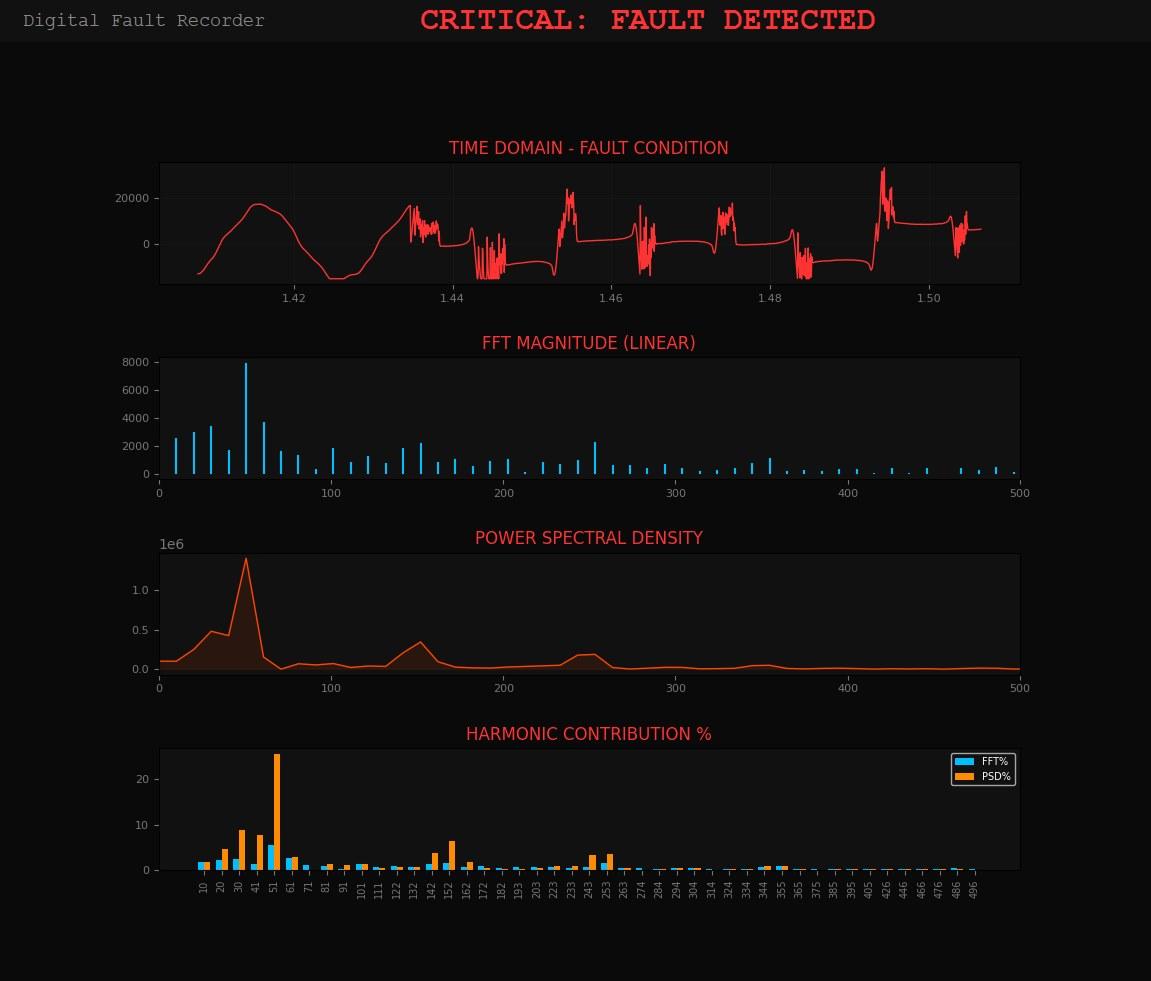 Digital Fault Recorder
CRITICAL: FAULT DETECTED
TIME DOMAIN - FAULT CONDITION
20000
0
1.42 1.44 1.46 1.48 1.50
FFT MAGNITUDE (LINEAR)
8000
6000
4000
2000
0
0 100 200 300 400 500
POWER SPECTRAL DENSITY
1e6
1.0
0.5
0.0
0 100 200 300 400 500
HARMONIC CONTRIBUTION %
FFT%
PSD%
20
10
0
10 20 30 41 51 61 71 81 91 101 111 122 132 142 152 162 172 182 193 203 223 233 243 253 263 274 284 294 304 314 324 334 344 355 365 375 385 395 405 426 446 466 476 486 496